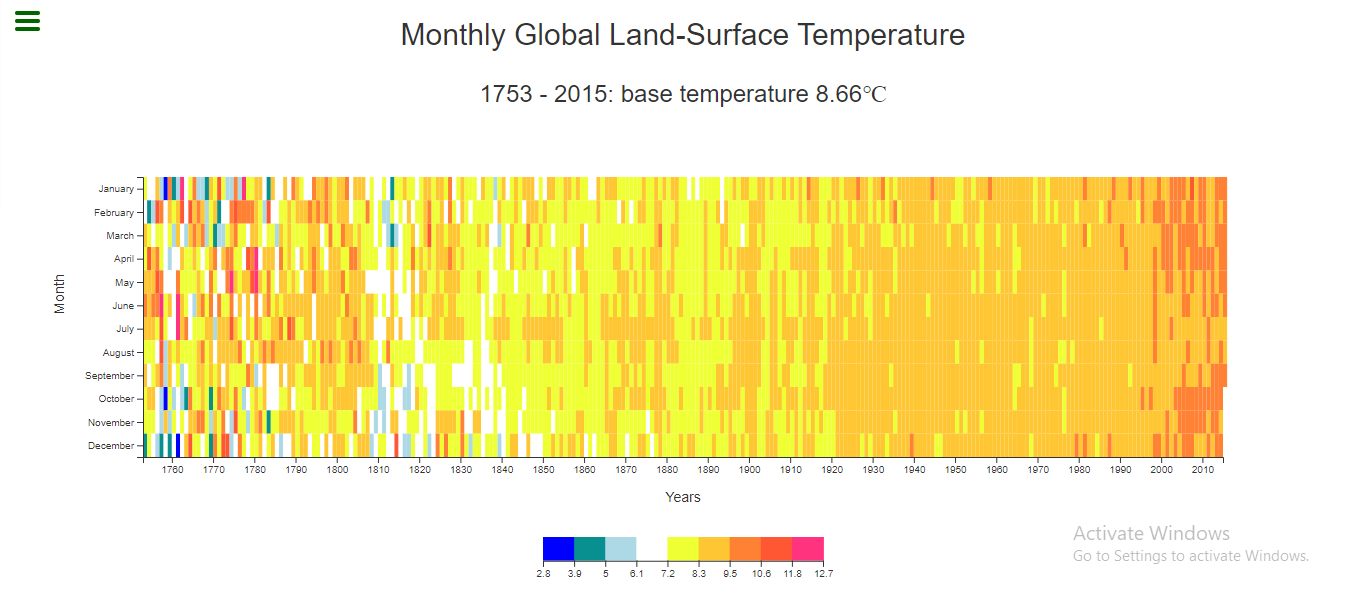 Monthly Global Land-Surface Temperature
1753 - 2015: base temperature 8.66℃
Month
January
February
March
April
May
June
July
August
September
October
November
December
1760 1770 1780 1790 1800 1810 1820 1830 1840 1850 1860 1870 1880 1890 1900 1910 1920 1930 1940 1950 1960 1970 1980 1990 2000 2010
Years
2.8 3.9 5 6.1 7.2 8.3 9.5 10.6 11.8 12.7
Activate Windows
Go to Settings to activate Windows.